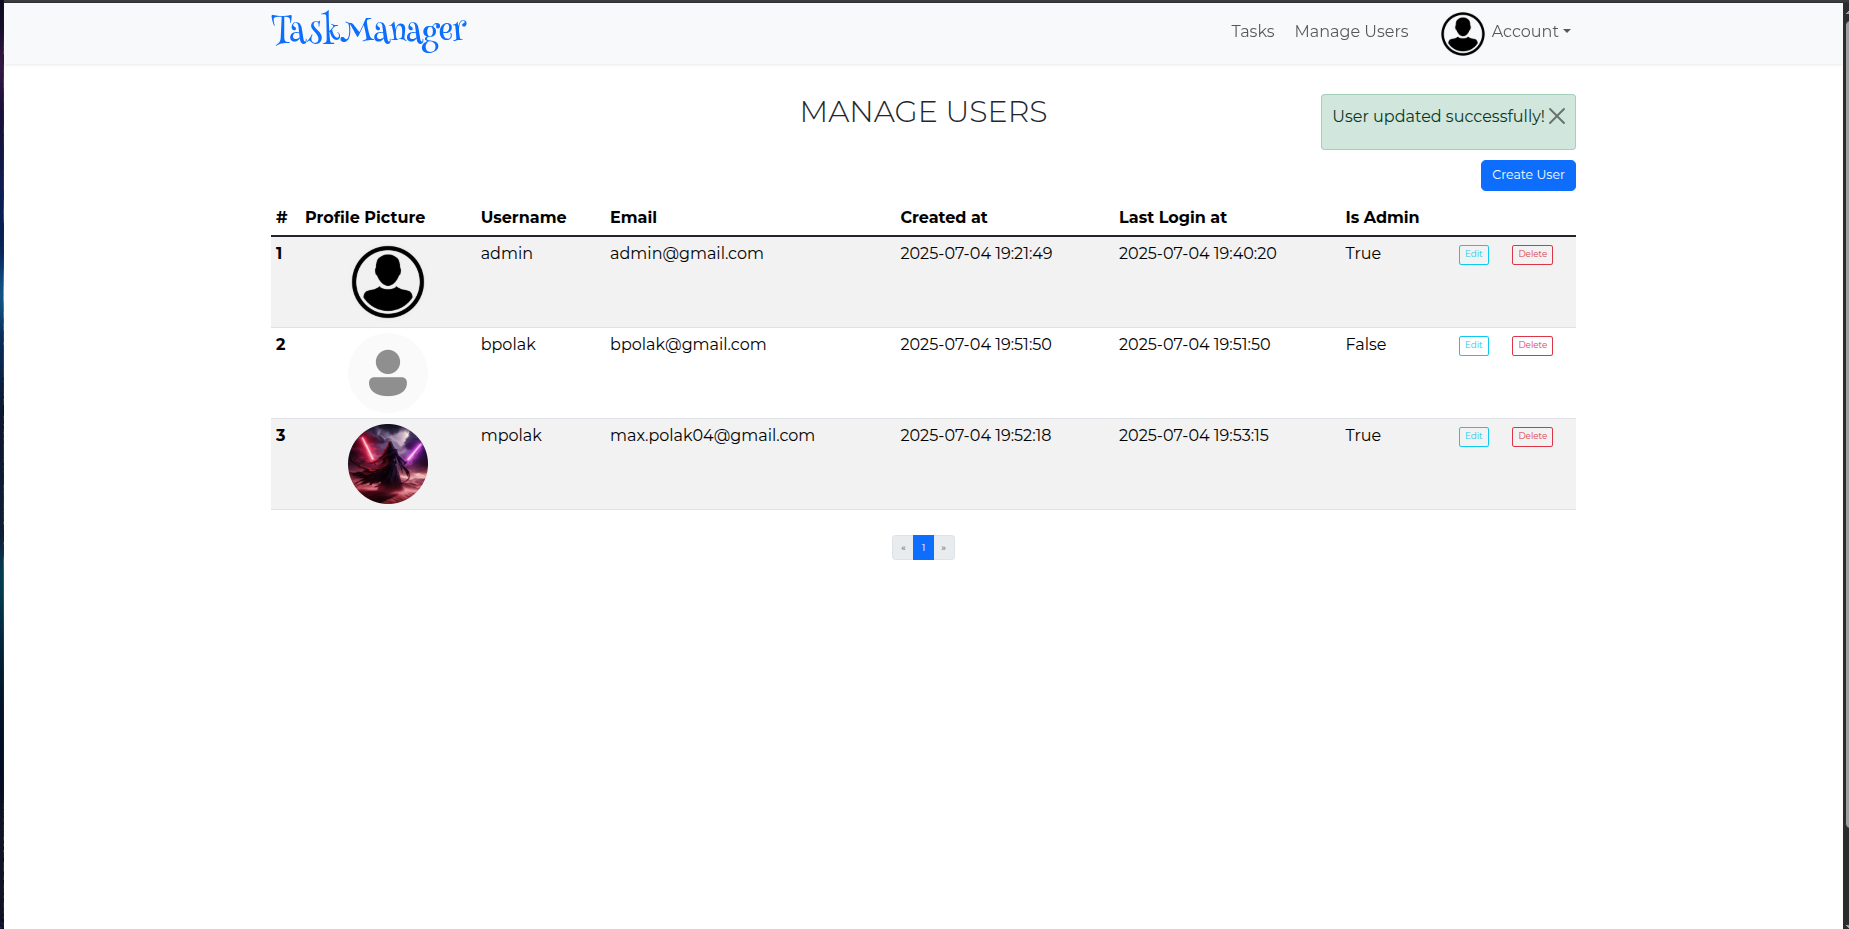 TaskManager
Tasks Manage Users Account
MANAGE USERS
User updated successfully!
Create User
# Profile Picture Username Email Created at Last Login at Is Admin
1 admin admin@gmail.com 2025-07-04 19:21:49 2025-07-04 19:40:20 True Edit Delete
2 bpolak bpolak@gmail.com 2025-07-04 19:51:50 2025-07-04 19:51:50 False Edit Delete
3 mpolak max.polak04@gmail.com 2025-07-04 19:52:18 2025-07-04 19:53:15 True Edit Delete
« 1 »